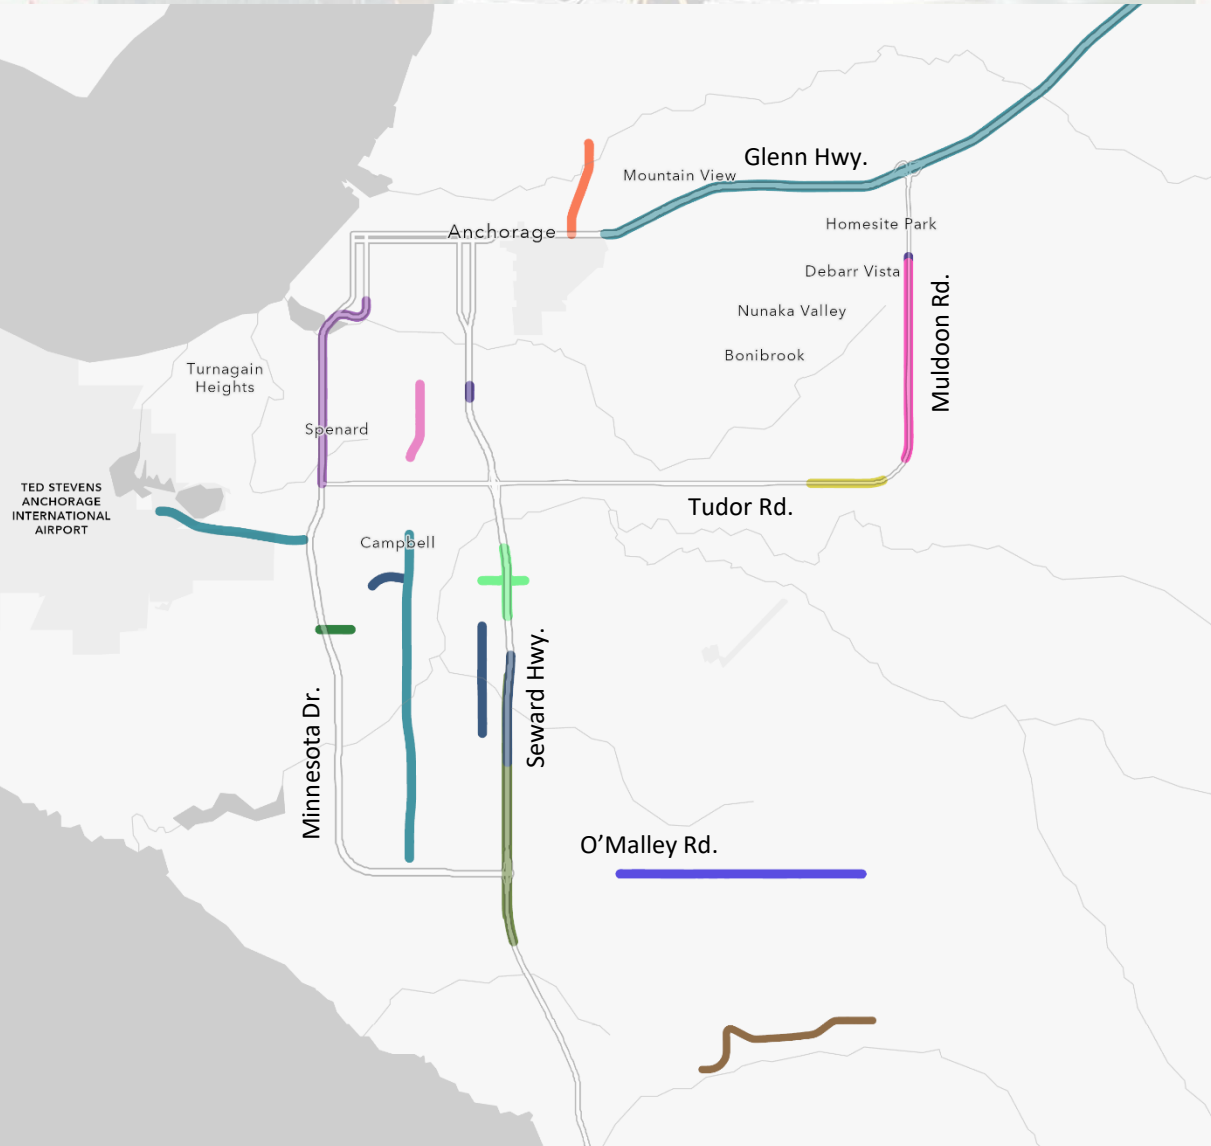 Glenn Hwy.
Mountain View
Homesite Park
Anchorage
Debarr Vista
Muldoon Rd.
Nunaka Valley
Bonibrook
Turnagain
Heights
Spenard
TED STEVENS
ANCHORAGE
INTERNATIONAL
AIRPORT
Tudor Rd.
Campbell
Seward Hwy.
Minnesota Dr.
O'Malley Rd.